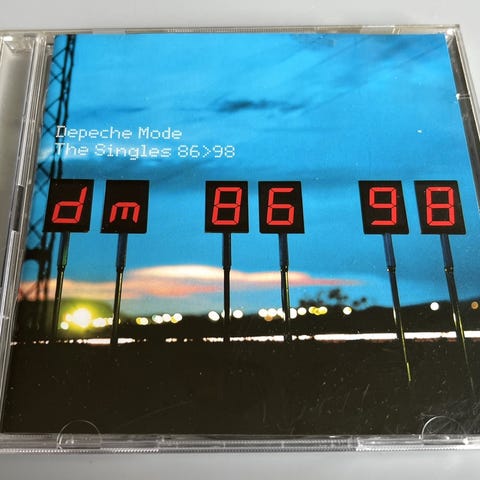 Depeche Mode
The Singles 86>98
dm 86 98